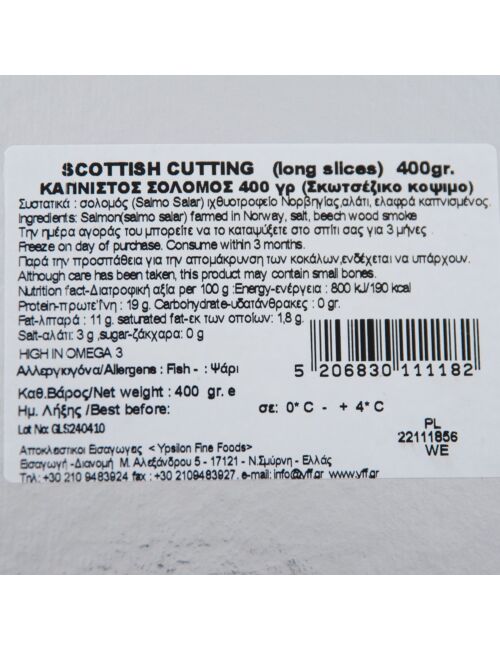 SCOTTISH CUTTING (long slices) 400gr.
ΚΑΠΝΙΣΤΟΣ ΣΟΛΟΜΟΣ 400 γρ (Σκωτσέζικο κοψιμο)
Συστατικά : σολομός (Salmo Salar) ιχθυοτροφείο Νορβηγίας,αλάτι, ελαφρά καπνισμένος.
Ingredients: Salmon(salmo salar) farmed in Norway, salt, beech wood smoke
Την ημέρα αγοράς του μπορείτε να το καταψύξετε στο σπίτι σας για 3 μήνες .
Freeze on day of purchase. Consume within 3 months.
Παρά την προσπάθεια για την απομάκρυνση των κοκάλων,ενδέχεται να υπάρχουν.
Although care has been taken, this product may contain small bones.
Nutrition fact-Διατροφική αξία per 100 g :Energy-ενέργεια : 800 kJ/190 kcal
Protein-πρωτεΐνη : 19 g. Carbohydrate-υδατάνθρακες : 0 gr.
Fat-λιπαρά : 11 g. saturated fat-εκ των οποίων: 1,8 g.
Salt-αλάτι: 3 g ,sugar-ζάχαρα: 0 g
HIGH IN OMEGA 3
Αλλεργιγιγόνα/Allergens : Fish - : Ψάρι
5 206830 111182
Καθ.Βάρος/Net weight : 400 gr. e
Ημ. Λήξης /Best before: σε: 0° C - + 4° C
Lot No: GLS240410
PL
22111856
WE
Αποκλειστικοι Εισαγωγεις <Ypsilon Fine Foods>
Εισαγωγή -Διανομή Μ. Αλεξάνδρου 5 - 17121 - Ν.Σμύρνη - Ελλάς
Τηλ: +30 210 9483924 fax : +30 2109483927. e-mail: info@yff.gr www.yff.gr